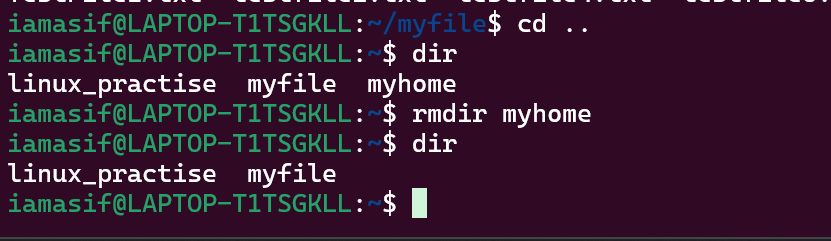 iamasif@LAPTOP-T1TSGKLL:~/myfile$ cd ..
iamasif@LAPTOP-T1TSGKLL:~$ dir
linux_practise  myfile  myhome
iamasif@LAPTOP-T1TSGKLL:~$ rmdir myhome
iamasif@LAPTOP-T1TSGKLL:~$ dir
linux_practise  myfile
iamasif@LAPTOP-T1TSGKLL:~$